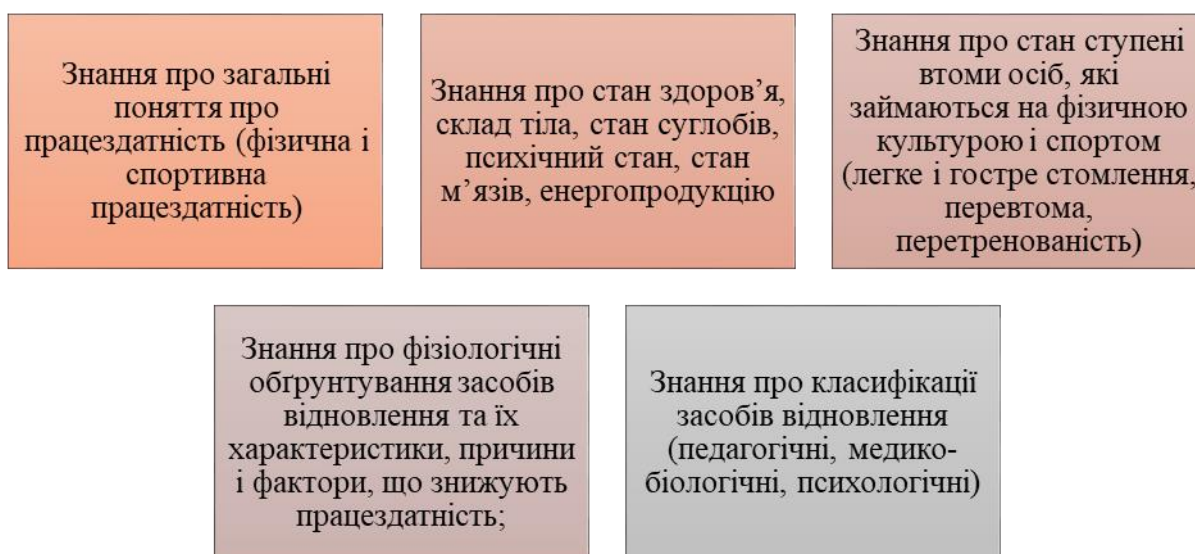 Знання про загальні
поняття про
працездатність (фізична і
спортивна
працездатність)
Знання про стан здоров’я,
склад тіла, стан суглобів,
психічний стан, стан
м’язів, енергопродукцію
Знання про стан ступені
втоми осіб, які
займаються на фізичною
культурою і спортом
(легке і гостре стомлення,
перевтома,
перетренованість)
Знання про фізіологічні
обґрунтування засобів
відновлення та їх
характеристики, причини
і фактори, що знижують
працездатність;
Знання про класифікації
засобів відновлення
(педагогічні, медико-
біологічні, психологічні)